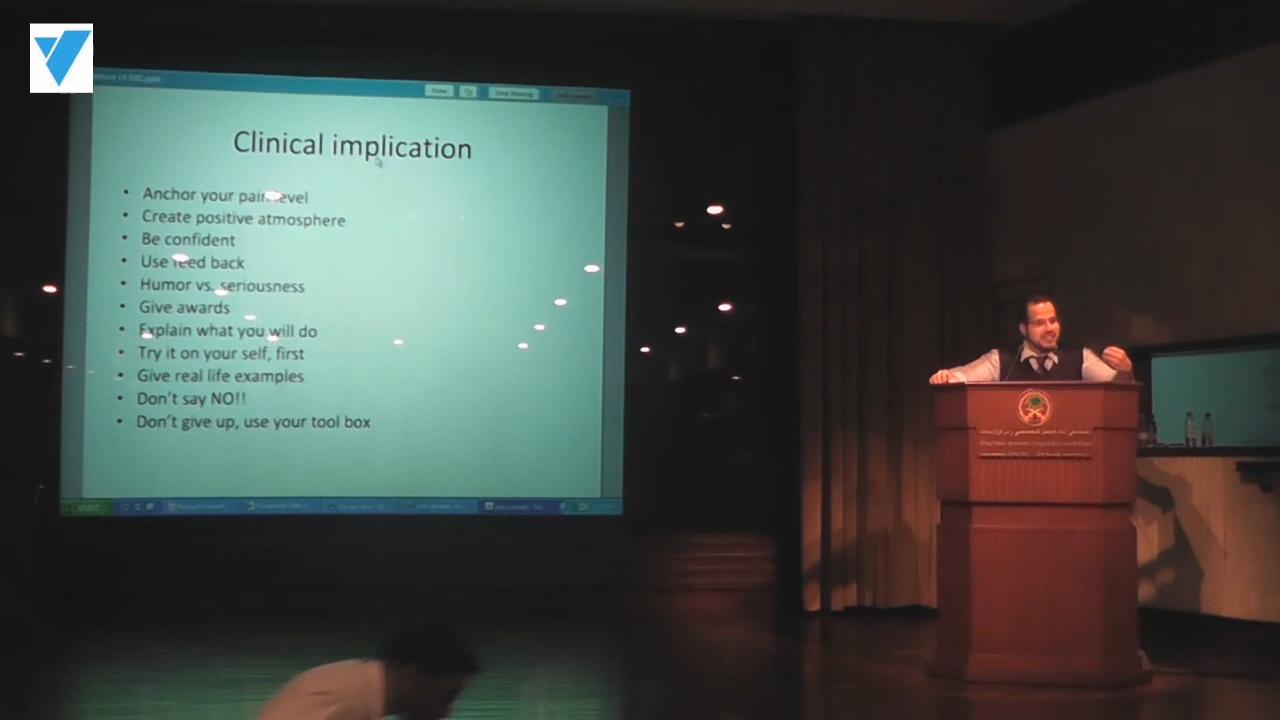 Clinical implication
• Anchor your pain level
• Create positive atmosphere
• Be confident
• Use feed back
• Humor vs. seriousness
• Give awards
• Explain what you will do
• Try it on your self, first
• Give real life examples
• Don't say NO!!
• Don't give up, use your tool box
start